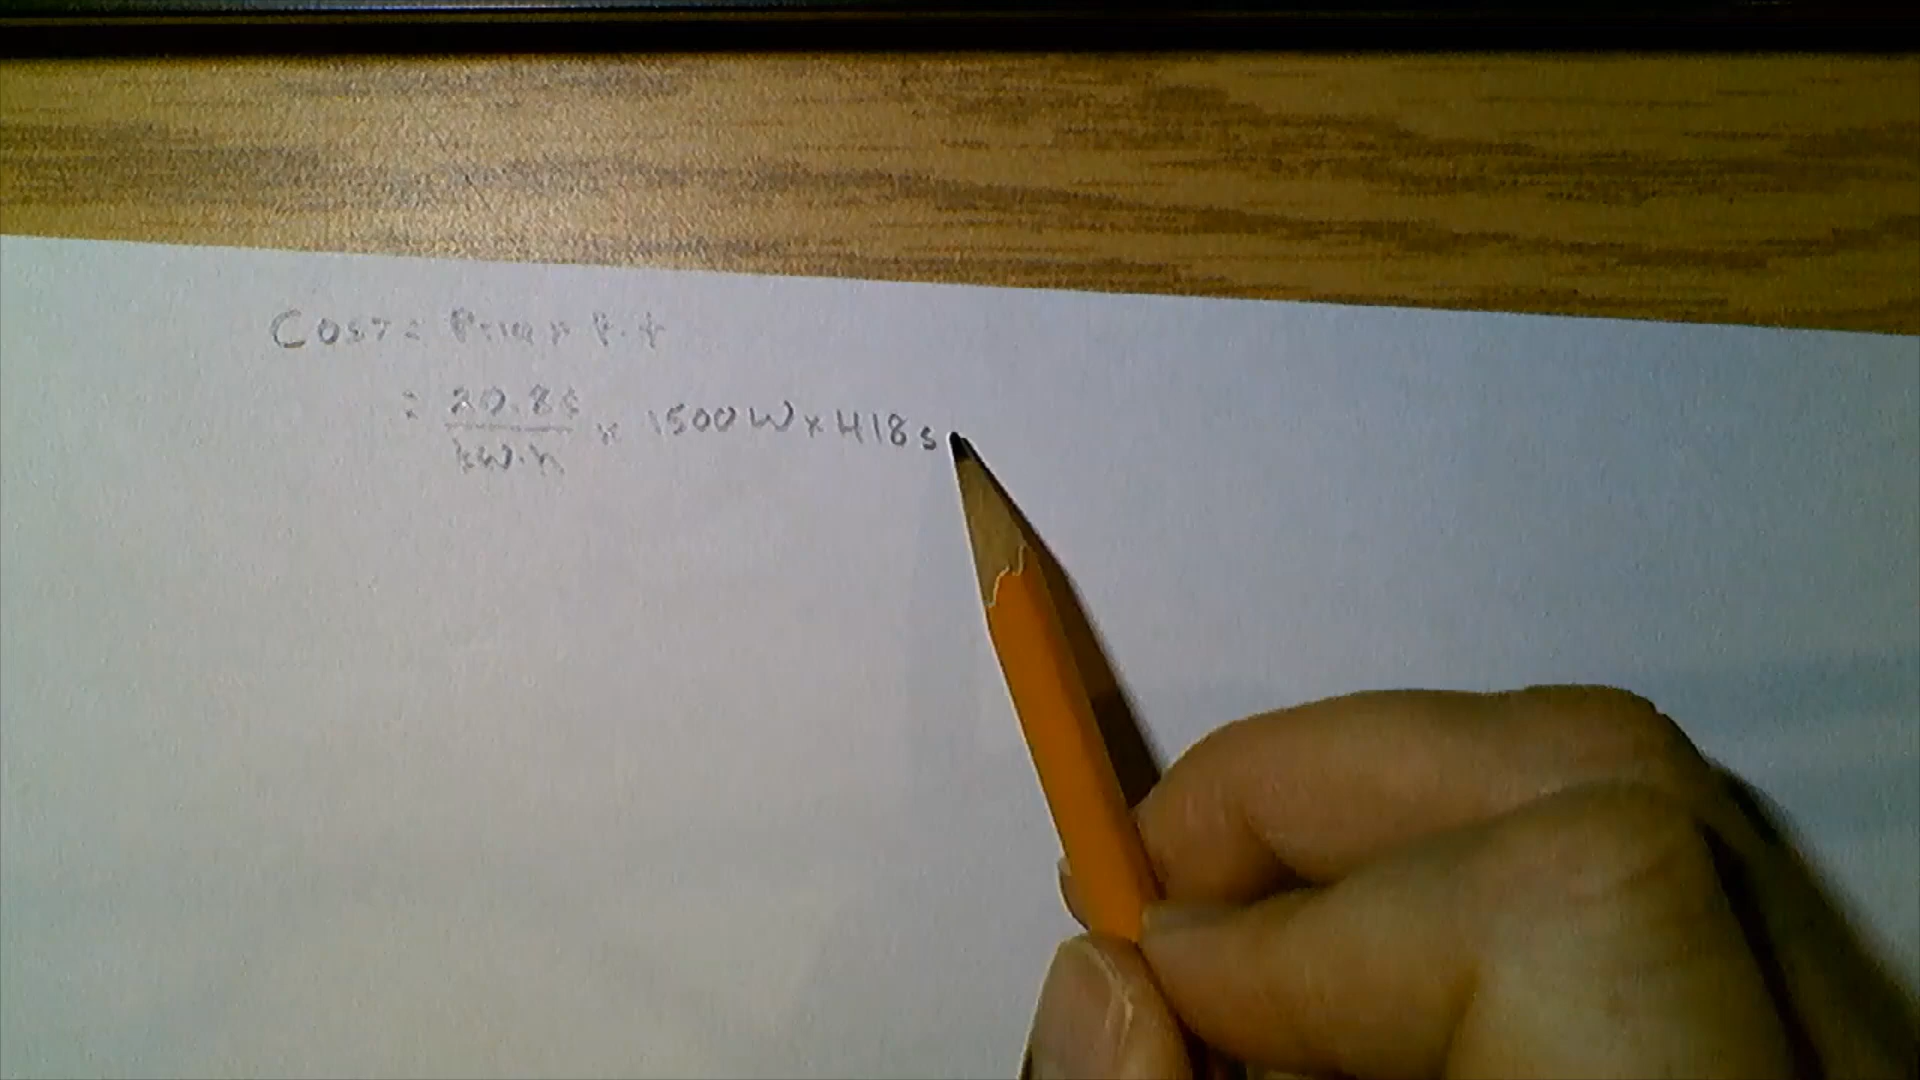 COST = Price × P.t
= 20.8¢ / kW.h × 1500 W × 418 s